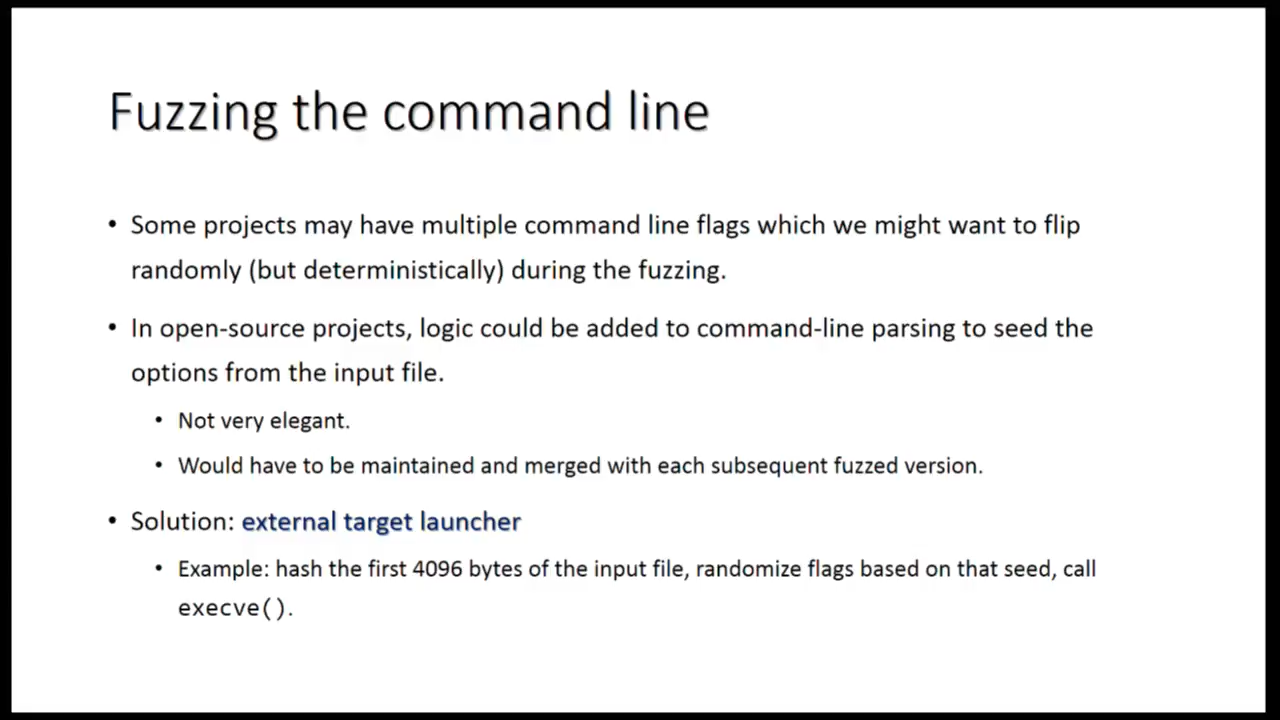 Fuzzing the command line
• Some projects may have multiple command line flags which we might want to flip
randomly (but deterministically) during the fuzzing.
• In open-source projects, logic could be added to command-line parsing to seed the
options from the input file.
• Not very elegant.
• Would have to be maintained and merged with each subsequent fuzzed version.
• Solution: external target launcher
• Example: hash the first 4096 bytes of the input file, randomize flags based on that seed, call
execve().